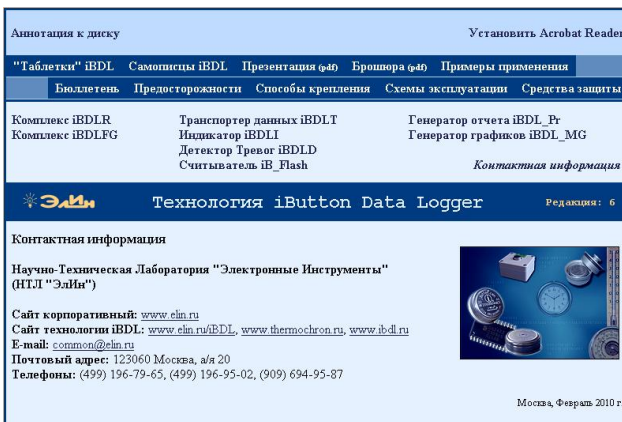 Аннотация к диску
Установить Acrobat Reader
"Таблетки" iBDL Самописцы iBDL Презентация (pdf) Брошюра (pdf) Примеры применения
Бюллетень Предосторожности Способы крепления Схемы эксплуатации Средства защиты
Комплекс iBDLR
Комплекс iBDLFG
Транспортер данных iBDLT
Индикатор iBDLI
Детектор Тревог iBDLD
Считыватель iB_Flash
Генератор отчета iBDL_Pr
Генератор графиков iBDL_MG
Контактная информация
ЭлИн
Технология iButton Data Logger
Редакция: 6
Контактная информация
Научно-Техническая Лаборатория "Электронные Инструменты"
(НТЛ "ЭлИн")
Сайт корпоративный: www.elin.ru
Сайт технологии iBDL: www.elin.ru/iBDL, www.thermochron.ru, www.ibdl.ru
E-mail: common@elin.ru
Почтовый адрес: 123060 Москва, а/я 20
Телефоны: (499) 196-79-65, (499) 196-95-02, (909) 694-95-87
Москва, Февраль 2010 г.